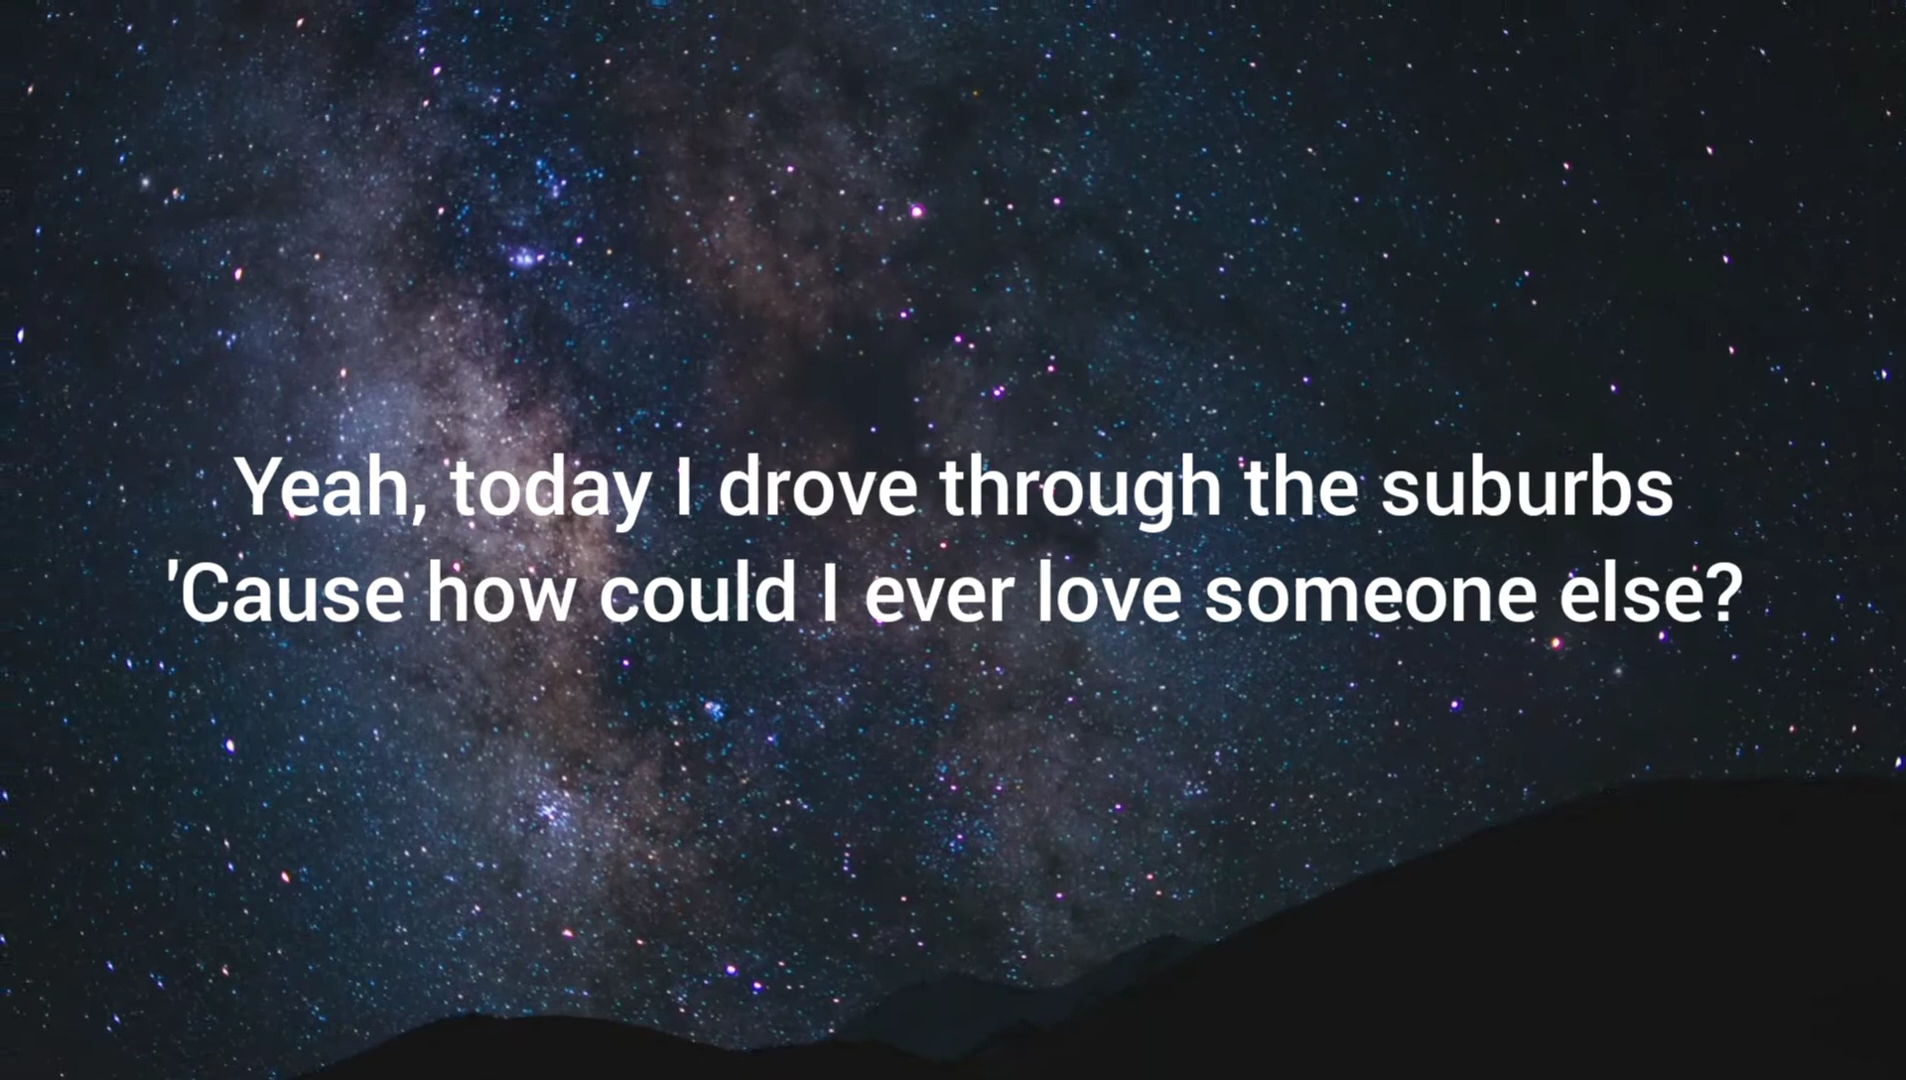 Yeah, today I drove through the suburbs
'Cause how could I ever love someone else?